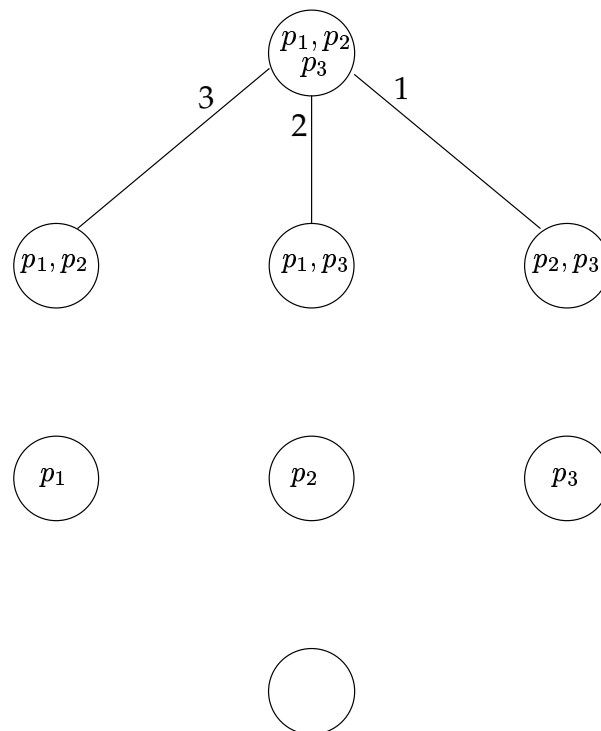 p₁, p₂
p₃
3
2
1
p₁, p₂
p₁, p₃
p₂, p₃
p₁
p₂
p₃